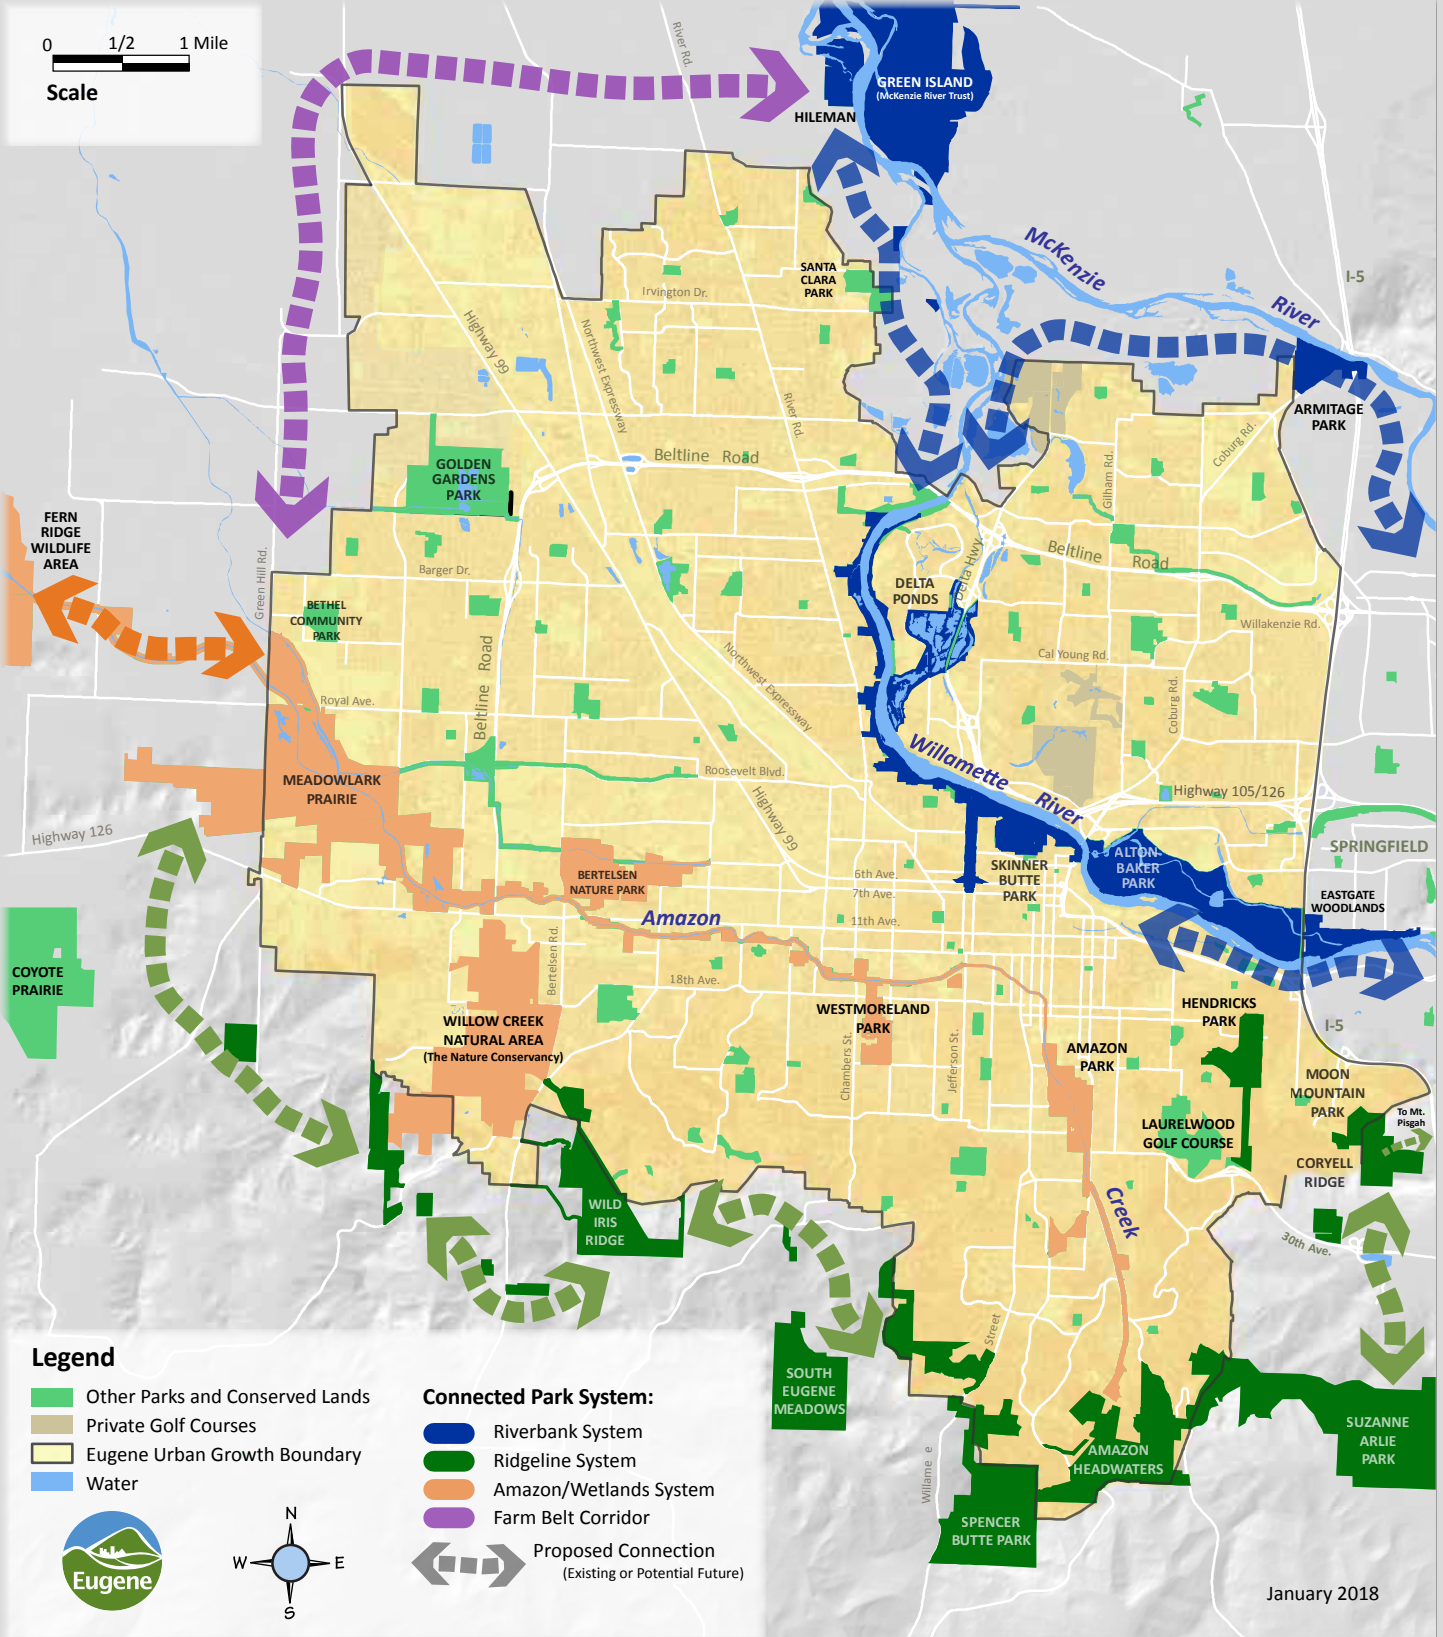 0 1/2 1 Mile
Scale
River Rd.
GREEN ISLAND
(McKenzie River Trust)
HILEMAN
McKenzie
River
I-5
SANTA
CLARA
PARK
Irvington Dr.
Highway 99
Northwest Expressway
River Rd.
ARMITAGE
PARK
Coburg Rd.
Gilham Rd.
Beltline Road
GOLDEN
GARDENS
PARK
FERN
RIDGE
WILDLIFE
AREA
Green Hill Rd.
Barger Dr.
Delta Hwy.
Beltline Road
DELTA
PONDS
BETHEL
COMMUNITY
PARK
Willakenzie Rd.
Cal Young Rd.
Royal Ave.
Beltline Road
Northwest Expressway
Coburg Rd.
Willamette River
Roosevelt Blvd.
MEADOWLARK
PRAIRIE
Highway 99
Highway 105/126
Highway 126
SPRINGFIELD
ALTON
BAKER
PARK
SKINNER
BUTTE
PARK
6th Ave.
7th Ave.
BERTELSEN
NATURE PARK
EASTGATE
WOODLANDS
Amazon
11th Ave.
Bertelsen Rd.
18th Ave.
COYOTE
PRAIRIE
WESTMORELAND
PARK
HENDRICKS
PARK
I-5
WILLOW CREEK
NATURAL AREA
(The Nature Conservancy)
Chambers St.
Jefferson St.
AMAZON
PARK
MOON
MOUNTAIN
PARK
To Mt.
Pisgah
LAURELWOOD
GOLF COURSE
CORYELL
RIDGE
Creek
WILD
IRIS
RIDGE
30th Ave.
Street
SOUTH
EUGENE
MEADOWS
SUZANNE
ARLIE
PARK
AMAZON
HEADWATERS
Willame e
SPENCER
BUTTE PARK
Legend
Other Parks and Conserved Lands
Private Golf Courses
Eugene Urban Growth Boundary
Water
Connected Park System:
Riverbank System
Ridgeline System
Amazon/Wetlands System
Farm Belt Corridor
Proposed Connection
(Existing or Potential Future)
Eugene
N
W E
S
January 2018